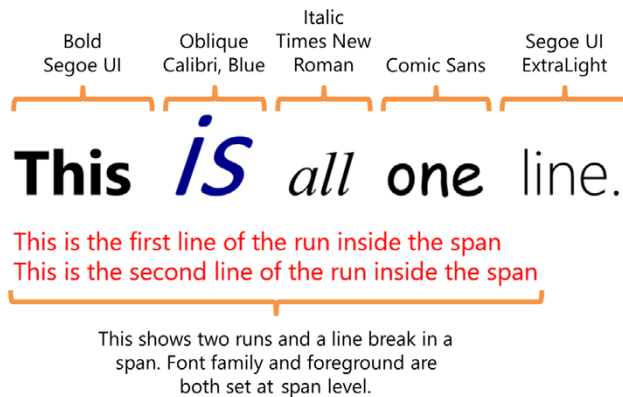 Bold
Segoe UI
Oblique
Calibri, Blue
Italic
Times New
Roman
Comic Sans
Segoe UI
ExtraLight
This is all one line.
This is the first line of the run inside the span
This is the second line of the run inside the span
This shows two runs and a line break in a
span. Font family and foreground are
both set at span level.